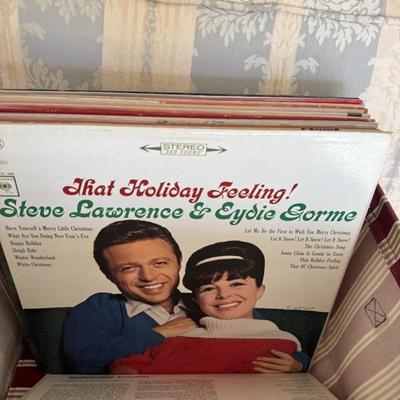 STEREO
360 SOUND
That Holiday Feeling!
Steve Lawrence & Eydie Gorme
Have Yourself a Merry Little Christmas
What Are You Doing New Year's Eve
Happy Holiday
Sleigh Ride
Winter Wonderland
White Christmas
Let Me Be the First to Wish You Merry Christmas
Let It Snow! Let It Snow! Let It Snow!
The Christmas Song
Santa Claus Is Comin' to Town
That Holiday Feeling
That Ol' Christmas Spirit